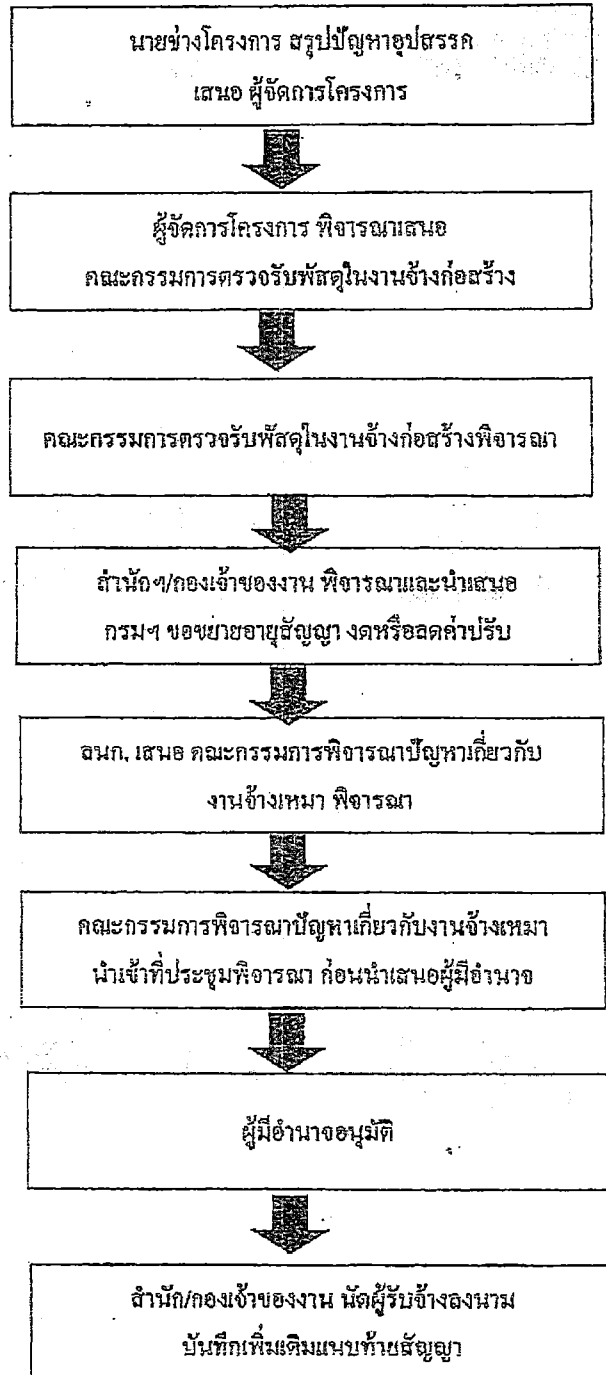 นายช่างโครงการ สรุปปัญหาอุปสรรค
เสนอ ผู้จัดการโครงการ
ผู้จัดการโครงการ พิจารณาเสนอ
คณะกรรมการตรวจรับพัสดุในงานจ้างก่อสร้าง
คณะกรรมการตรวจรับพัสดุในงานจ้างก่อสร้างพิจารณา
สำนักฯ/กองเจ้าของงาน พิจารณาและนำเสนอ
กรมฯ ขอขยายอายุสัญญา งดหรือลดค่าปรับ
ลนก. เสนอ คณะกรรมการพิจารณาปัญหาเกี่ยวกับ
งานจ้างเหมา พิจารณา
คณะกรรมการพิจารณาปัญหาเกี่ยวกับงานจ้างเหมา
นำเข้าที่ประชุมพิจารณา ก่อนนำเสนอผู้มีอำนาจ
ผู้มีอำนาจอนุมัติ
สำนัก/กองเจ้าของงาน นัดผู้รับจ้างลงนาม
บันทึกเพิ่มเติมแนบท้ายสัญญา